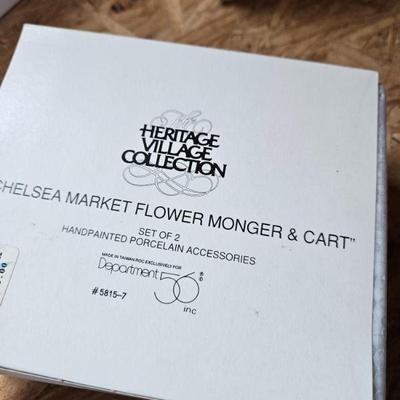 HERITAGE
VILLAGE
COLLECTION
CHELSEA MARKET FLOWER MONGER & CART"
SET OF 2
HANDPAINTED PORCELAIN ACCESSORIES
MADE IN TAIWAN ROC EXCLUSIVELY FOR
Department 56®
#5815-7
inc